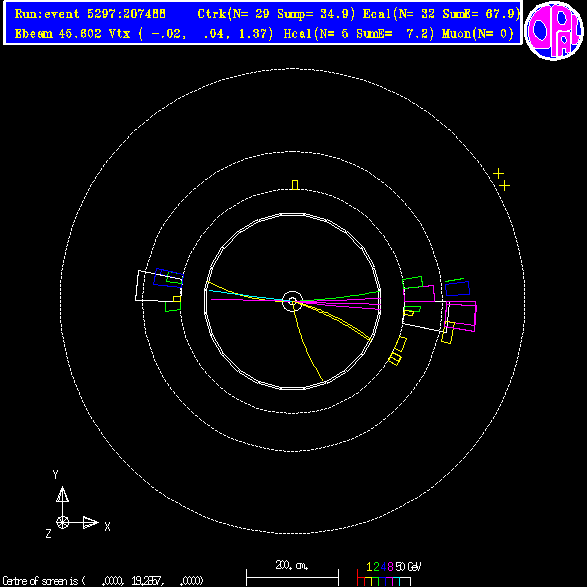 Run:event 5297:207488 Ctrk(N= 29 Sump= 34.9) Ecal(N= 32 SumE= 67.9)
Ebeam 45.602 Vtx ( -.02, .04, 1.37) Hcal(N= 6 SumE= 7.2) Muon(N= 0)
OPAL
Y
X
Z
200. cm.
1 2 4 8 50 GeV
Centre of screen is ( .0000, 19.2857, .0000)